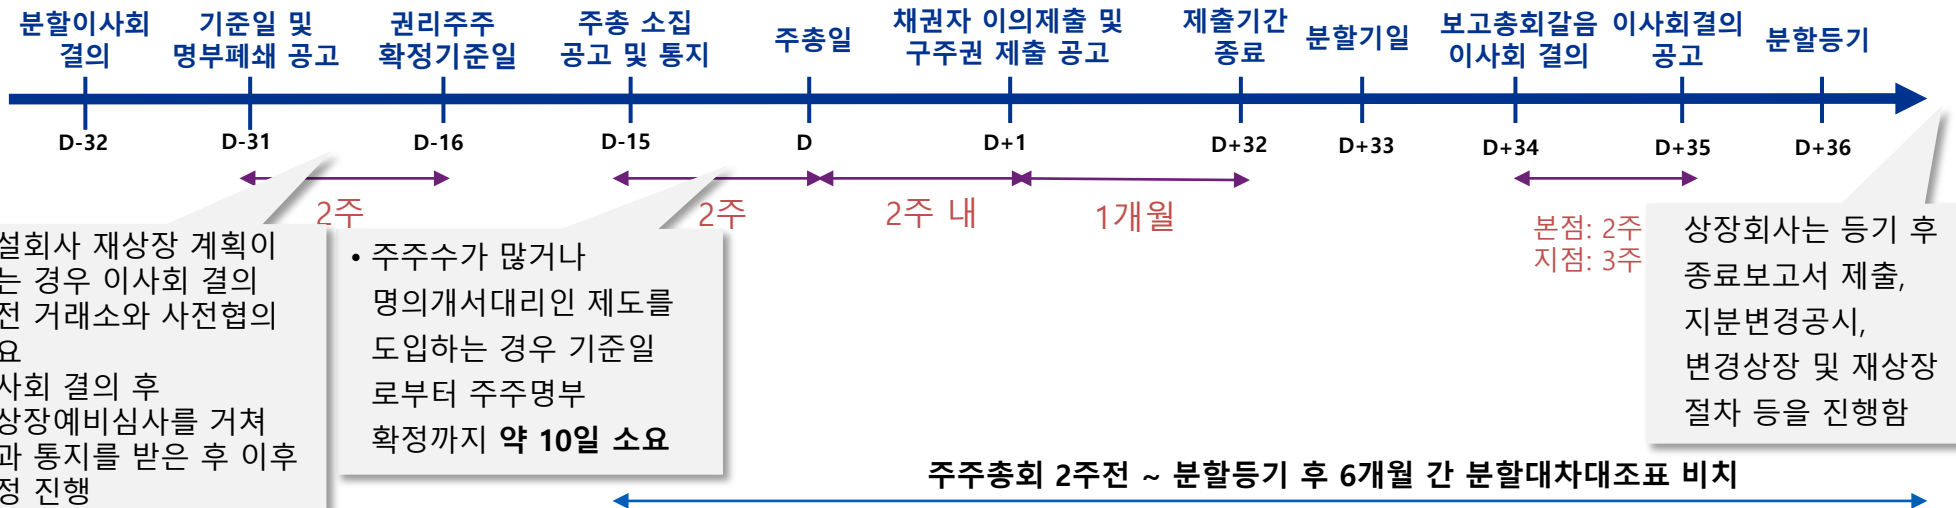 분할이사회
결의
기준일 및
명부폐쇄 공고
권리주주
확정기준일
주총 소집
공고 및 통지
주총일
채권자 이의제출 및
구주권 제출 공고
제출기간
종료
분할기일
보고총회갈음
이사회 결의
이사회결의
공고
분할등기
D-32
D-31
D-16
D-15
D
D+1
D+32
D+33
D+34
D+35
D+36
2주
2주
2주 내
1개월
본점: 2주
지점: 3주
설회사 재상장 계획이
는 경우 이사회 결의
전 거래소와 사전협의
요
사회 결의 후
상장예비심사를 거쳐
과 통지를 받은 후 이후
정 진행
• 주주수가 많거나
명의개서대리인 제도를
도입하는 경우 기준일
로부터 주주명부
확정까지 약 10일 소요
상장회사는 등기 후
종료보고서 제출,
지분변경공시,
변경상장 및 재상장
절차 등을 진행함
주주총회 2주전 ~ 분할등기 후 6개월 간 분할대차대조표 비치